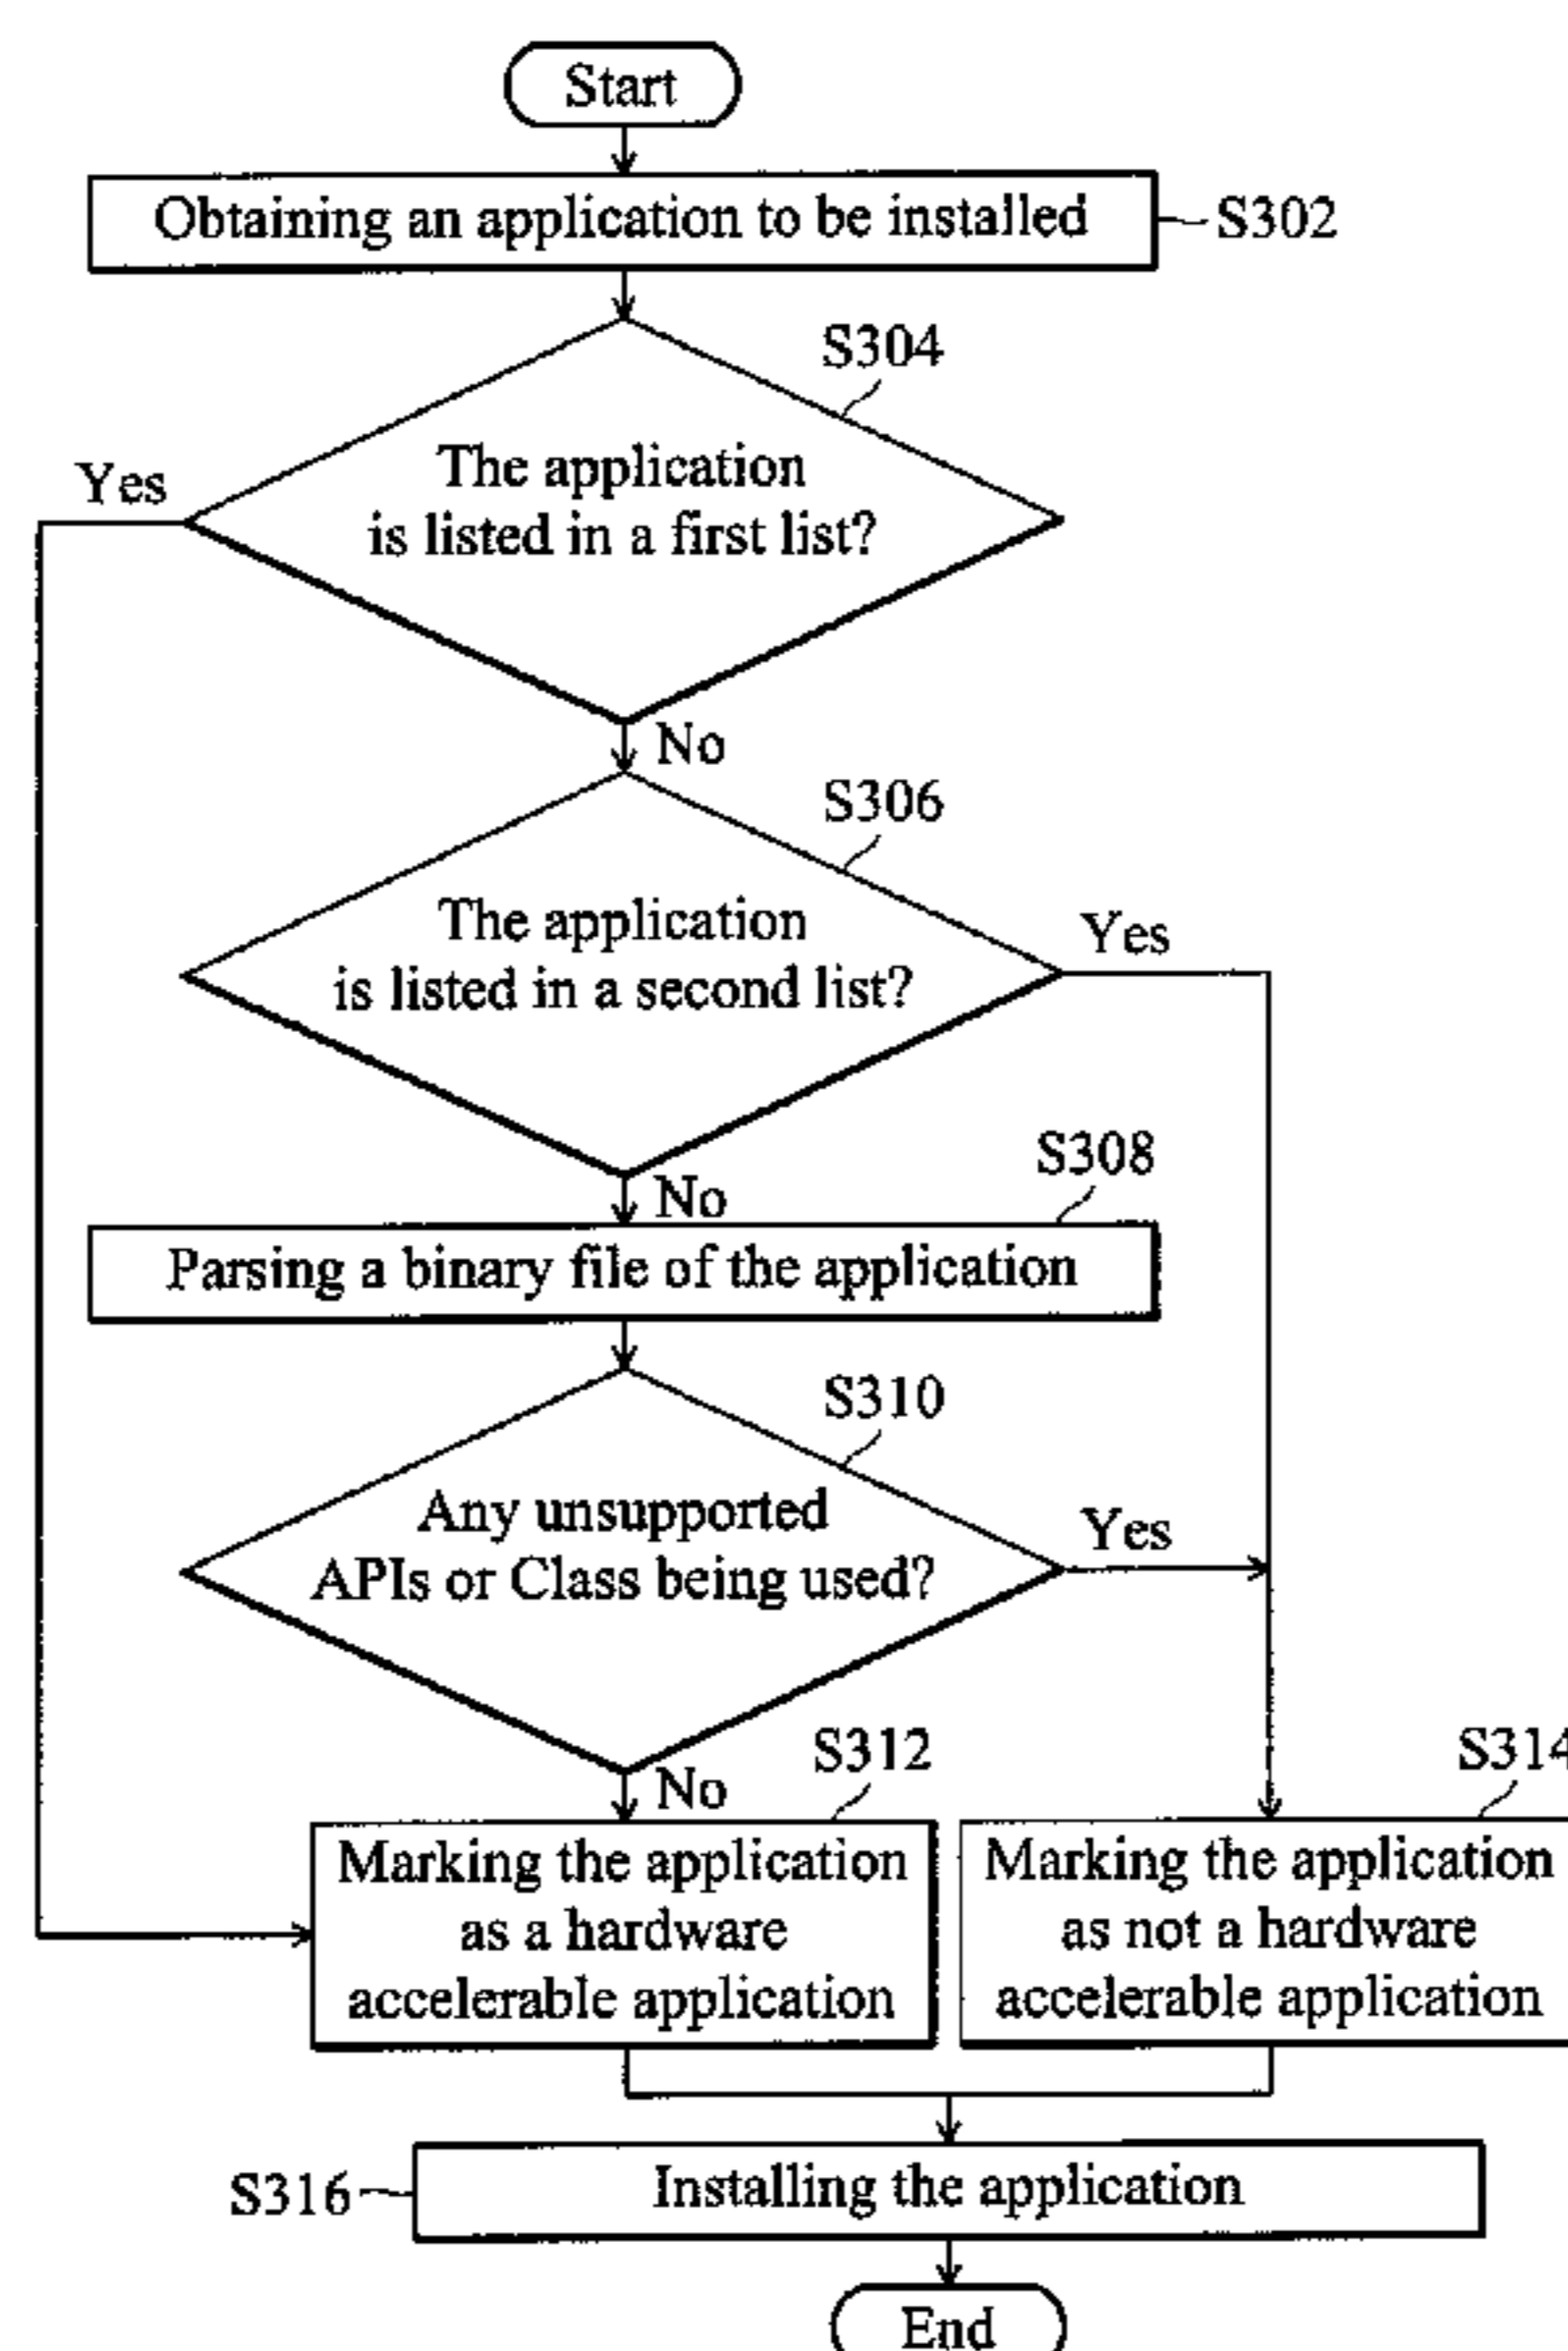 Start
Obtaining an application to be installed
S302
S304
The application
is listed in a first list?
Yes
No
S306
The application
is listed in a second list?
Yes
No
S308
Parsing a binary file of the application
S310
Any unsupported
APIs or Class being used?
Yes
No
S312
Marking the application
as a hardware
accelerable application
S314
Marking the application
as not a hardware
accelerable application
S316
Installing the application
End